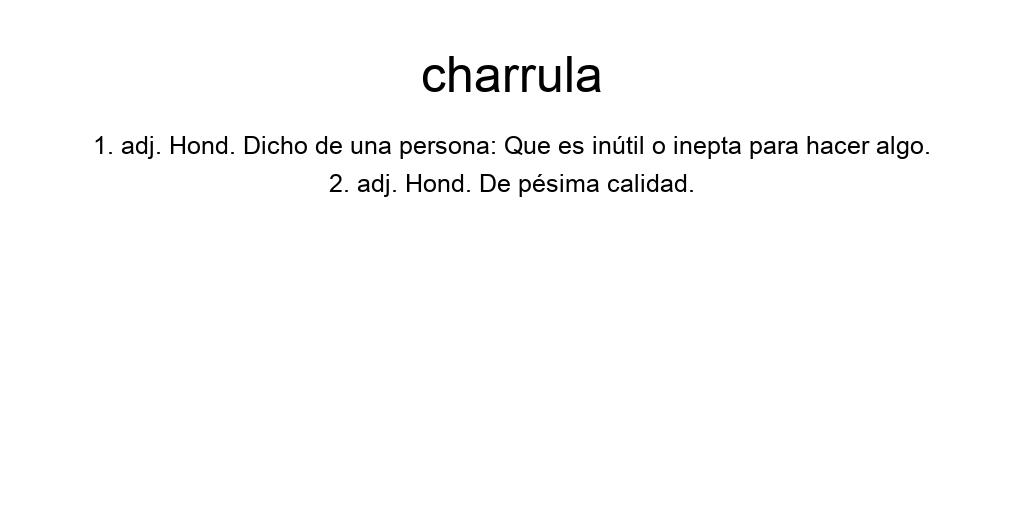 charrula
1. adj. Hond. Dicho de una persona: Que es inútil o inepta para hacer algo.
2. adj. Hond. De pésima calidad.